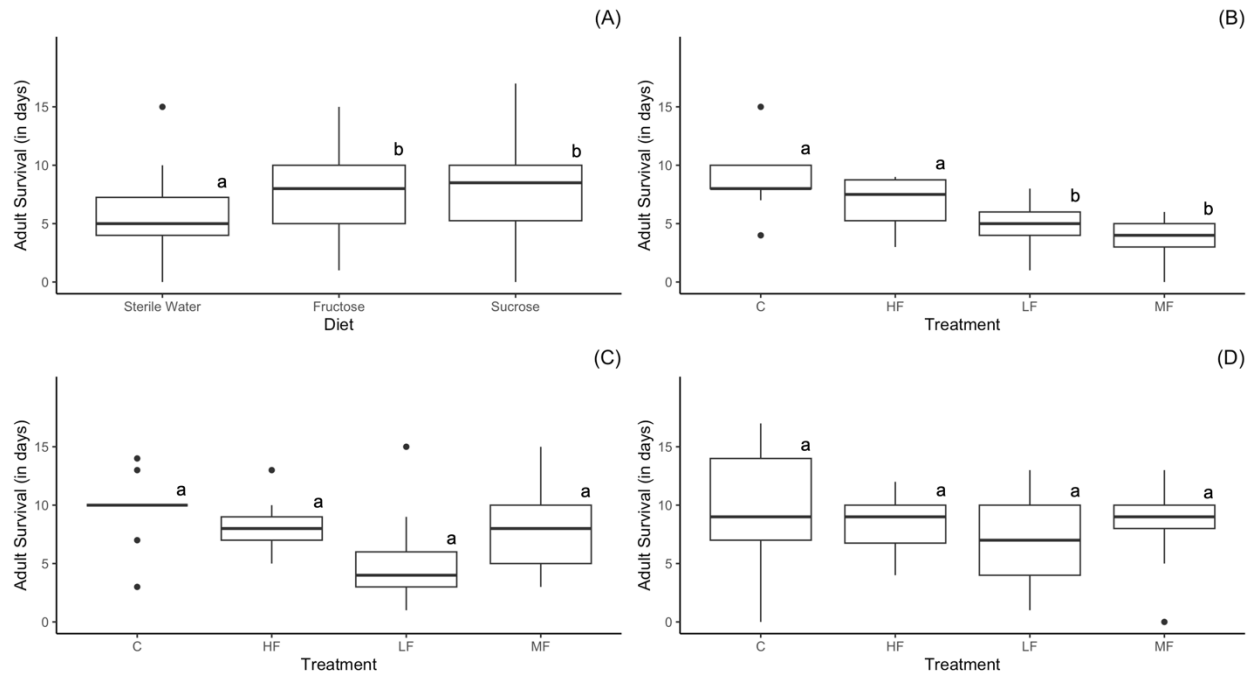 (A)
Adult Survival (in days)
15
10
5
0
a
b
b
Sterile Water Fructose Sucrose
Diet
(B)
Adult Survival (in days)
15
10
5
0
a
a
b
b
C HF LF MF
Treatment
(C)
Adult Survival (in days)
15
10
5
0
a
a
a
a
C HF LF MF
Treatment
(D)
Adult Survival (in days)
15
10
5
0
a
a
a
a
C HF LF MF
Treatment